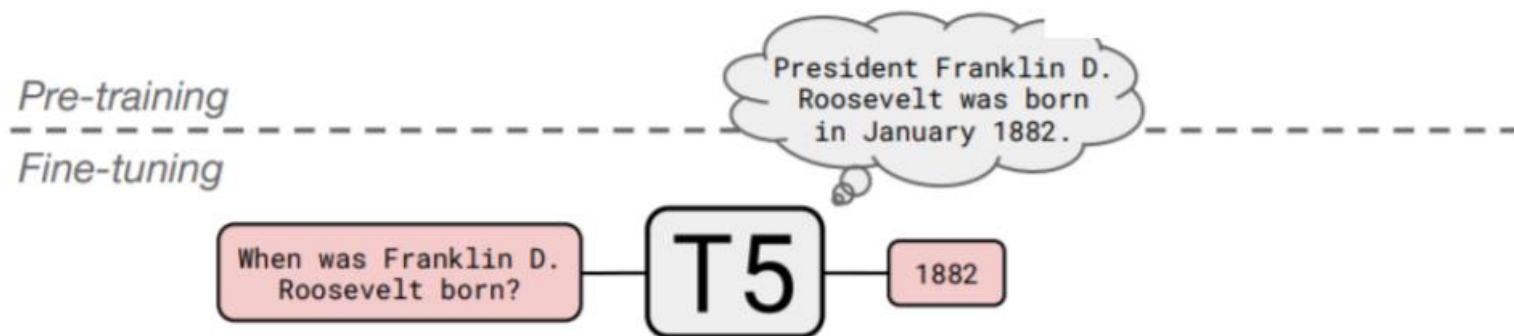 President Franklin D.
Pre-training
Roosevelt was born
in January 1882.
Fine-tuning
When was Franklin D.
Roosevelt born?
T5
1882